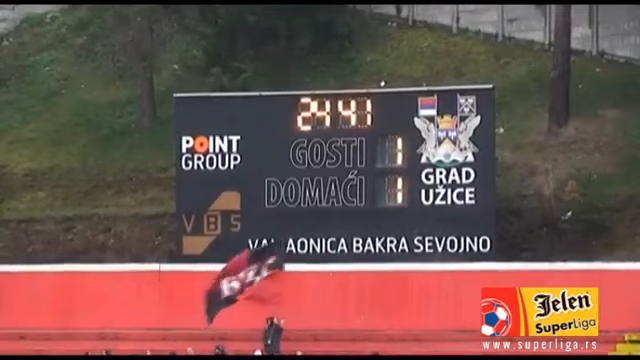 24 41
POINT
GROUP
GOSTI 1
DOMAĆI 1
GRAD
UŽICE
VBS
VALJAONICA BAKRA SEVOJNO
Jelen
SuperLiga
www.superliga.rs